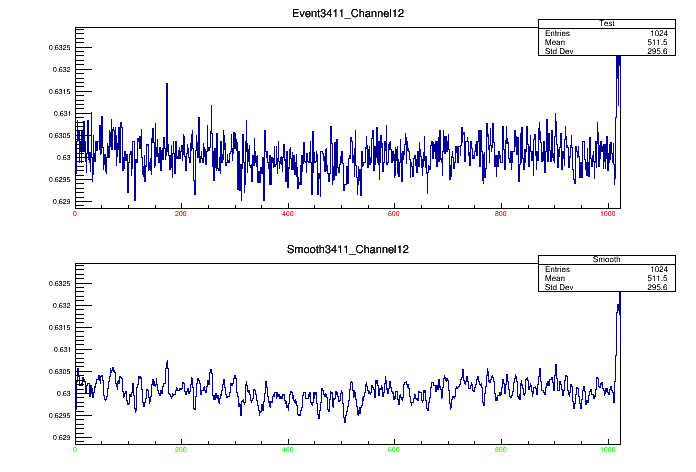 Event3411_Channel12
Test
Entries 1024
Mean 511.5
Std Dev 295.6
0.6325
0.632
0.6315
0.631
0.6305
0.63
0.6295
0.629
0 200 400 600 800 1000
Smooth3411_Channel12
Smooth
Entries 1024
Mean 511.5
Std Dev 295.6
0.6325
0.632
0.6315
0.631
0.6305
0.63
0.6295
0.629
0 200 400 600 800 1000